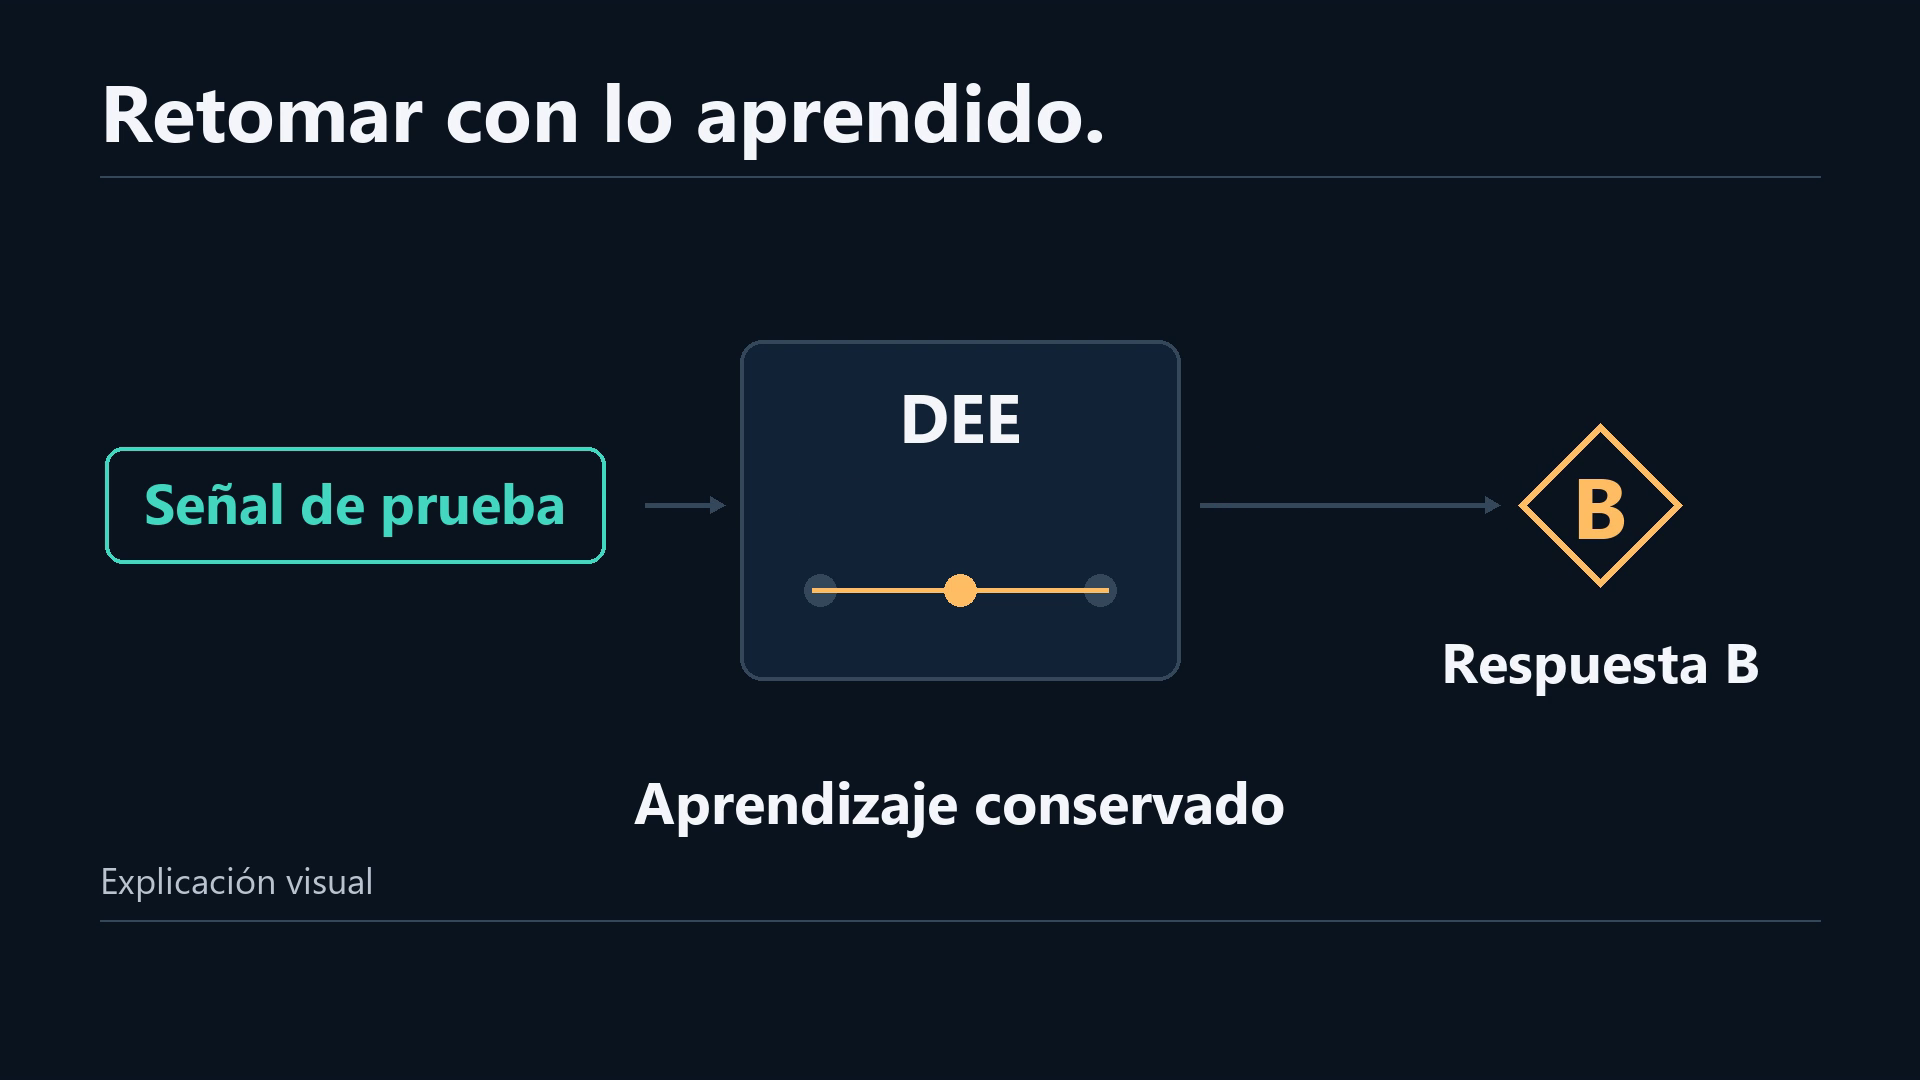 Retomar con lo aprendido.
DEE
Señal de prueba
B
Respuesta B
Aprendizaje conservado
Explicación visual